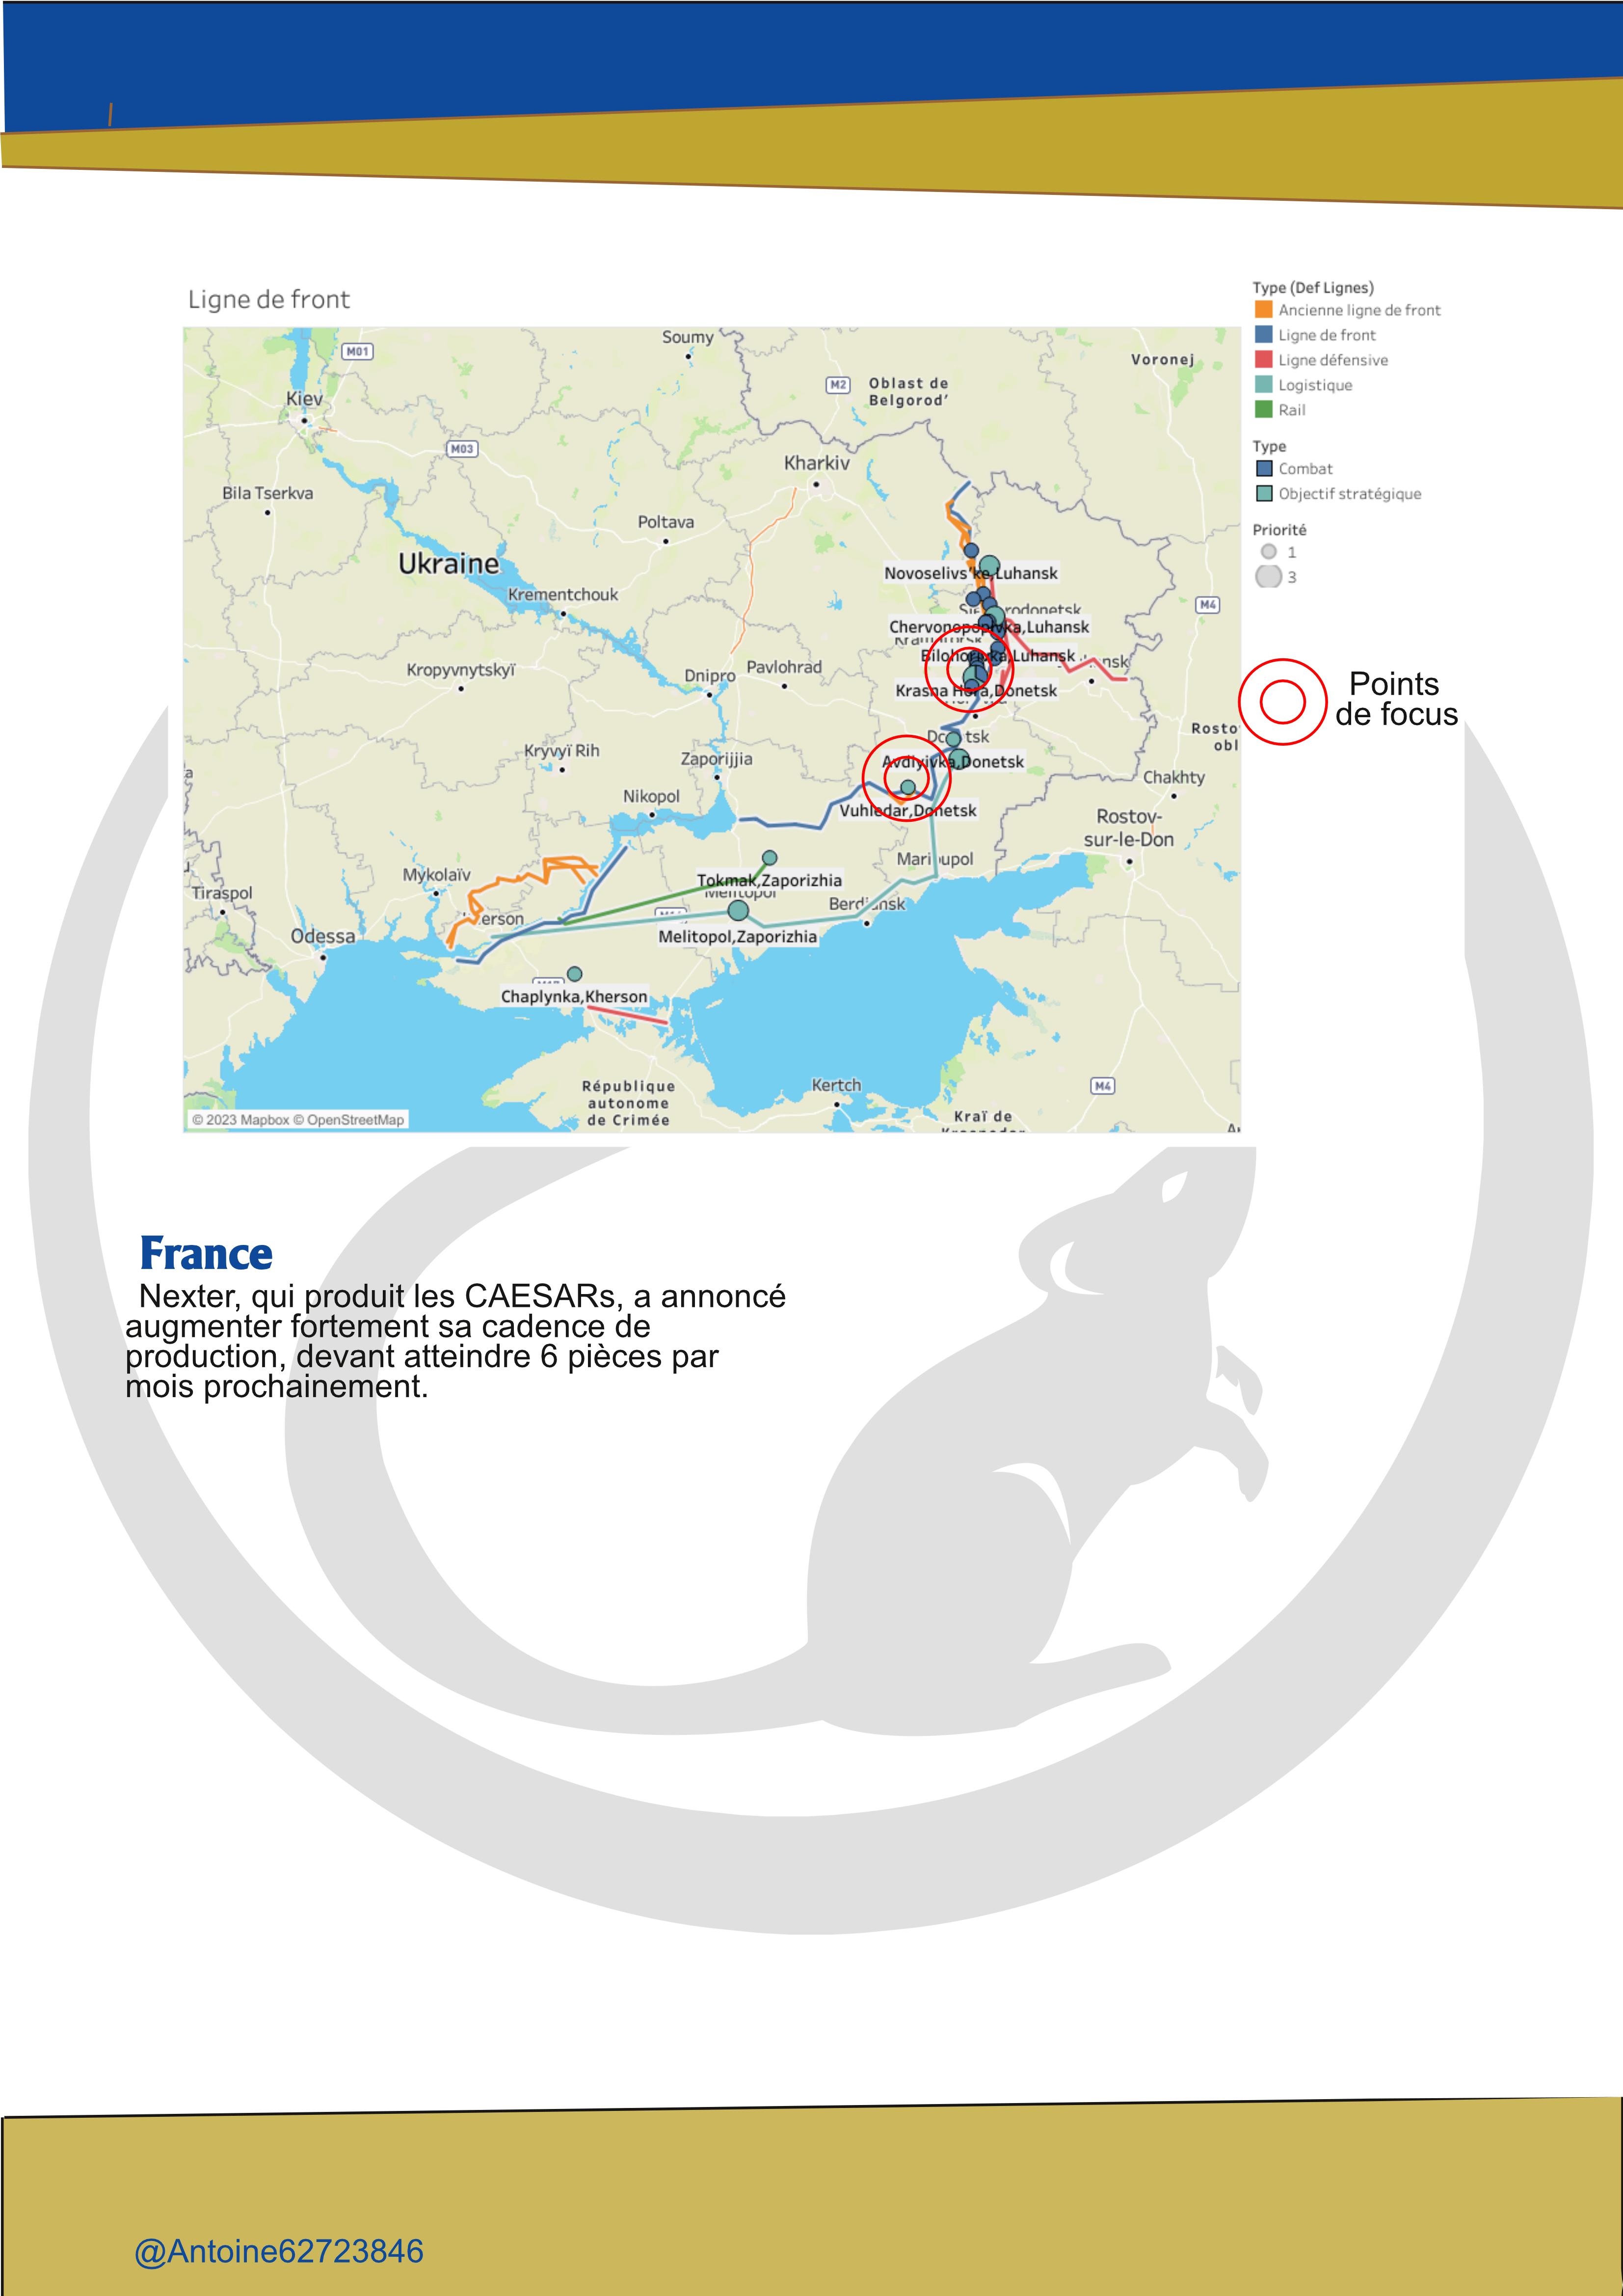 Ligne de front
Type (Def Lignes)
Ancienne ligne de front
Ligne de front
Ligne défensive
Logistique
Rail
Type
Combat
Objectif stratégique
Priorité
1
3
Points
de focus
Soumy
M01
M2
Oblast de
Belgorod'
Voronej
Kiev
M03
Kharkiv
Bila Tserkva
Poltava
Ukraine
Krementchouk
Novoselivs'ke,Luhansk
M4
Chervonopopivka,Luhansk
Bilohorivka,Luhansk
Kropyvnytskyï
Dnipro
Pavlohrad
Krasna Hora,Donetsk
Rosto
obl
Kryvyï Rih
Zaporijjia
Avdiyivka,Donetsk
Chakhty
Nikopol
Vuhledar,Donetsk
Rostov-
sur-le-Don
Marioupol
Mykolaïv
Tokmak,Zaporizhia
Tiraspol
Melitopol
Berdiansk
erson
Odessa
Melitopol,Zaporizhia
Chaplynka,Kherson
République
autonome
de Crimée
Kertch
M4
Kraï de
© 2023 Mapbox © OpenStreetMap
France
Nexter, qui produit les CAESARs, a annoncé
augmenter fortement sa cadence de
production, devant atteindre 6 pièces par
mois prochainement.
@Antoine62723846